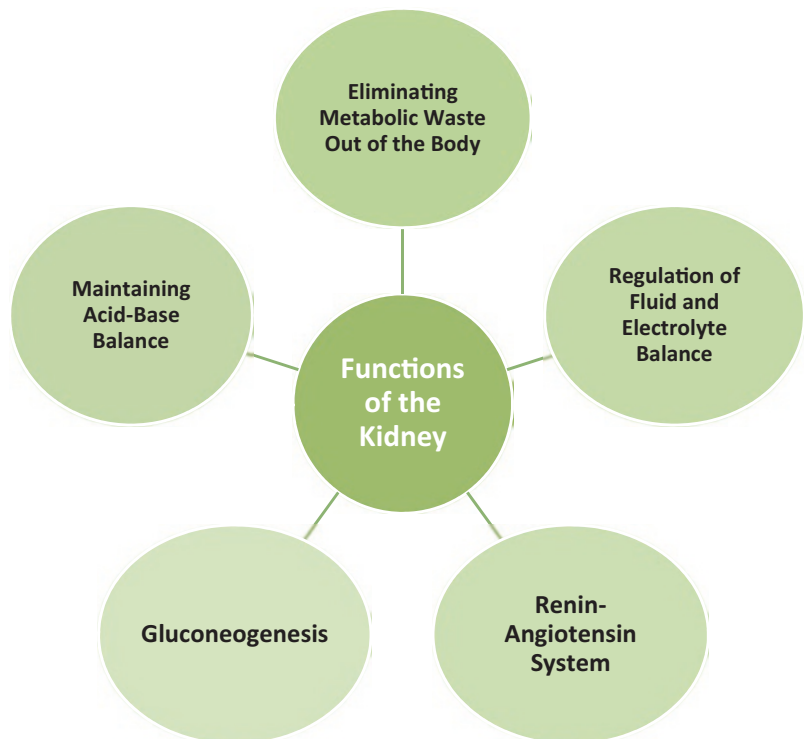 Eliminating
Metabolic Waste
Out of the Body
Maintaining
Acid-Base
Balance
Regulation of
Fluid and
Electrolyte
Balance
Functions
of the
Kidney
Gluconeogenesis
Renin-
Angiotensin
System